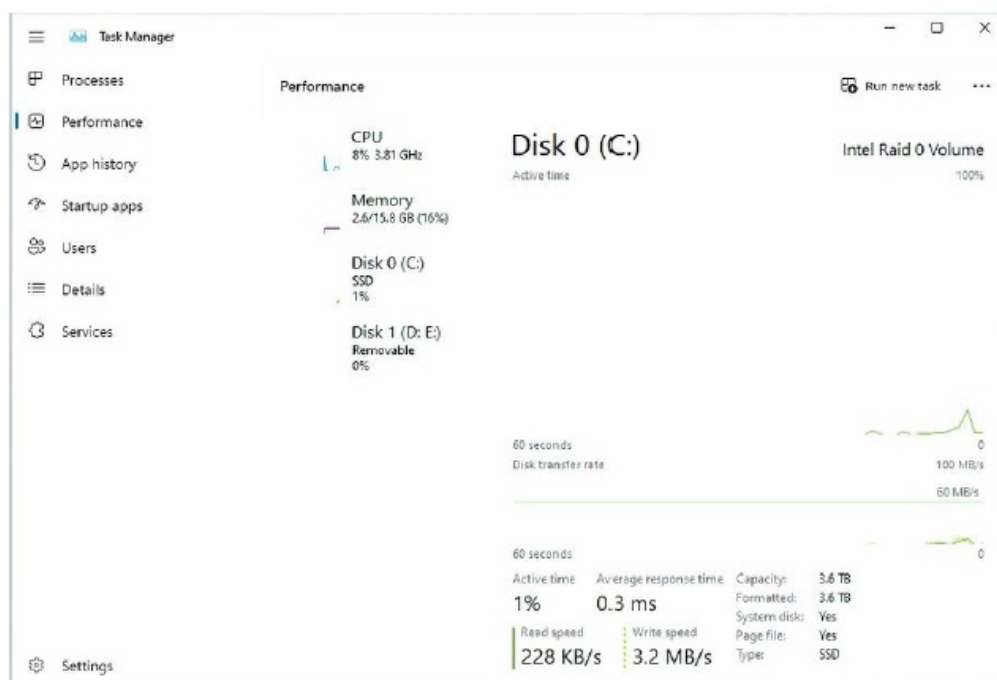 Task Manager
Processes
Performance
App history
Startup apps
Users
Details
Services
Settings
Performance
Run new task
CPU
8% 3.81 GHz
Memory
2.6/15.8 GB (16%)
Disk 0 (C:)
SSD
1%
Disk 1 (D: E:)
Removable
0%
Disk 0 (C:)
Intel Raid 0 Volume
Active time
100%
60 seconds
0
Disk transfer rate
100 MB/s
60 MB/s
60 seconds
0
Active time
1%
Average response time
0.3 ms
Read speed
228 KB/s
Write speed
3.2 MB/s
Capacity: 3.6 TB
Formatted: 3.6 TB
System disk: Yes
Page file: Yes
Type: SSD